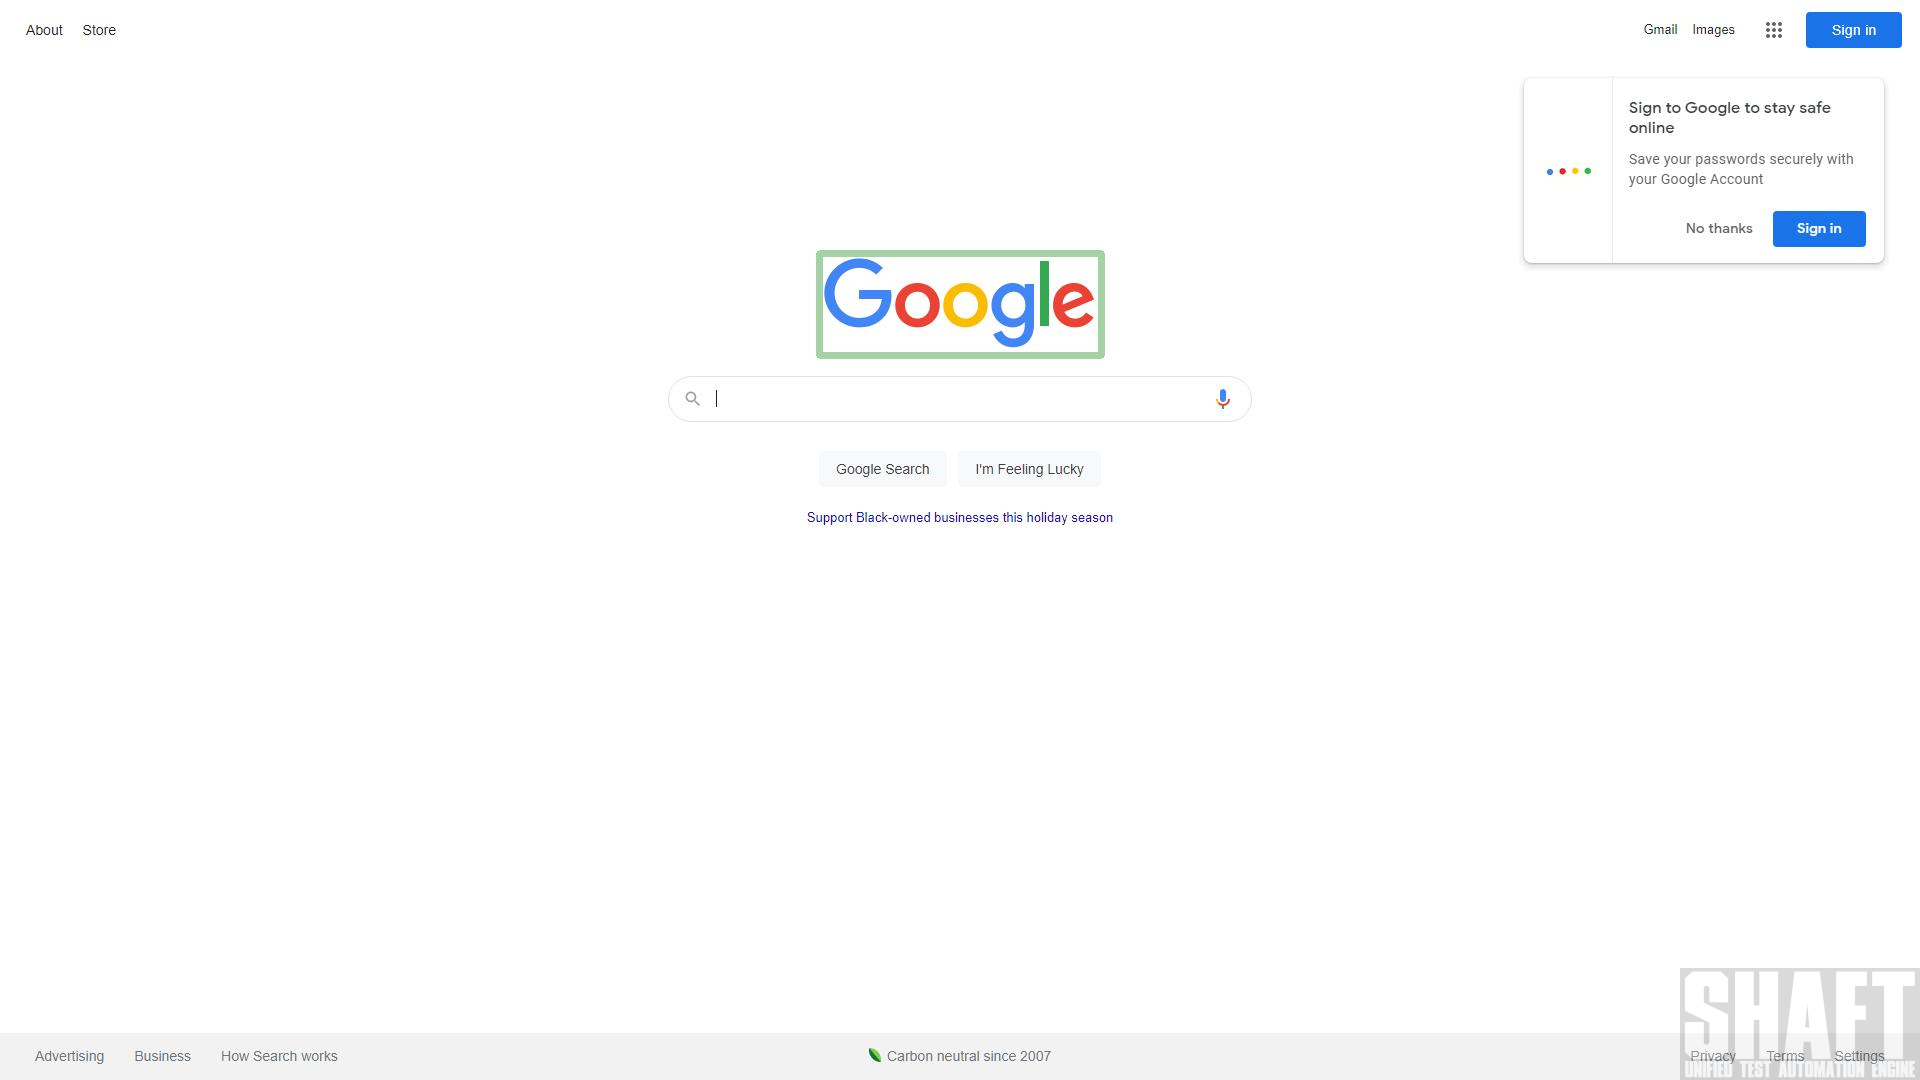 About Store Gmail Images Sign in
Sign to Google to stay safe
online
Save your passwords securely with
your Google Account
No thanks Sign in
Google
Google Search I'm Feeling Lucky
Support Black-owned businesses this holiday season
SHAFT
Advertising Business How Search works Carbon neutral since 2007 Privacy Terms Settings
UNIFIED TEST AUTOMATION ENGINE